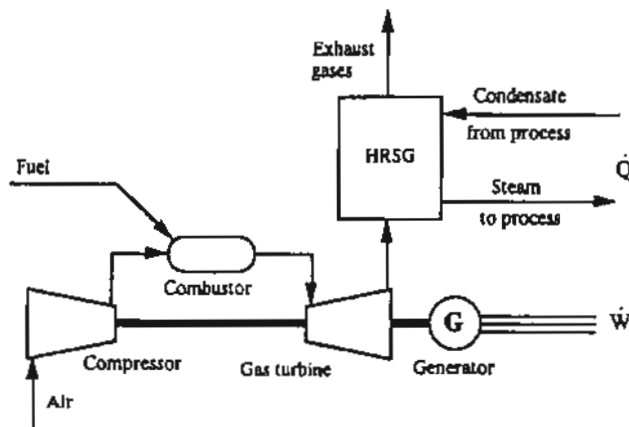 Exhaust
gases
Condensate
from process
HRSG
Q̇
Steam
to process
Fuel
Combustor
G
Ẇ
Compressor
Gas turbine
Generator
Air